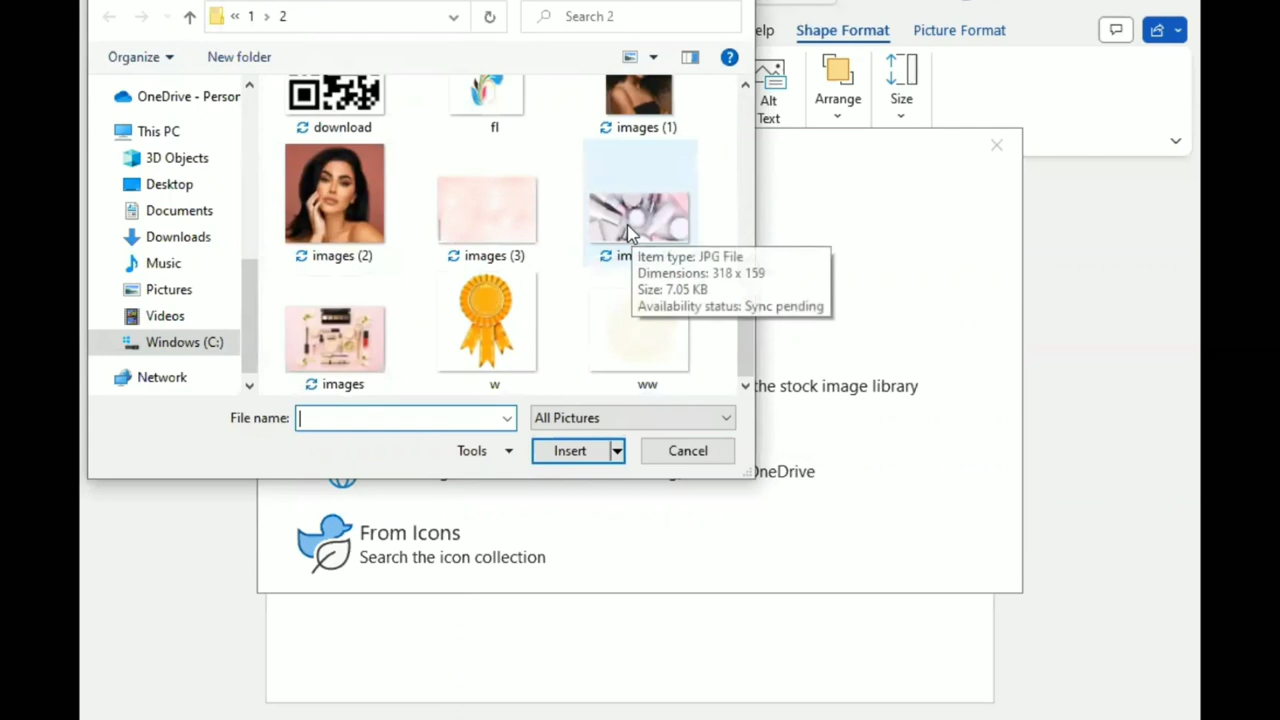 1 > 2
Search 2
Organize
New folder
OneDrive - Person
This PC
3D Objects
Desktop
Documents
Downloads
Music
Pictures
Videos
Windows (C:)
Network
download
fl
images (1)
images (2)
images (3)
im
Item type: JPG File
Dimensions: 318 x 159
Size: 7.05 KB
Availability status: Sync pending
images
w
ww
File name:
All Pictures
Tools
Insert
Cancel
elp
Shape Format
Picture Format
Alt
Text
Arrange
Size
the stock image library
OneDrive
From Icons
Search the icon collection